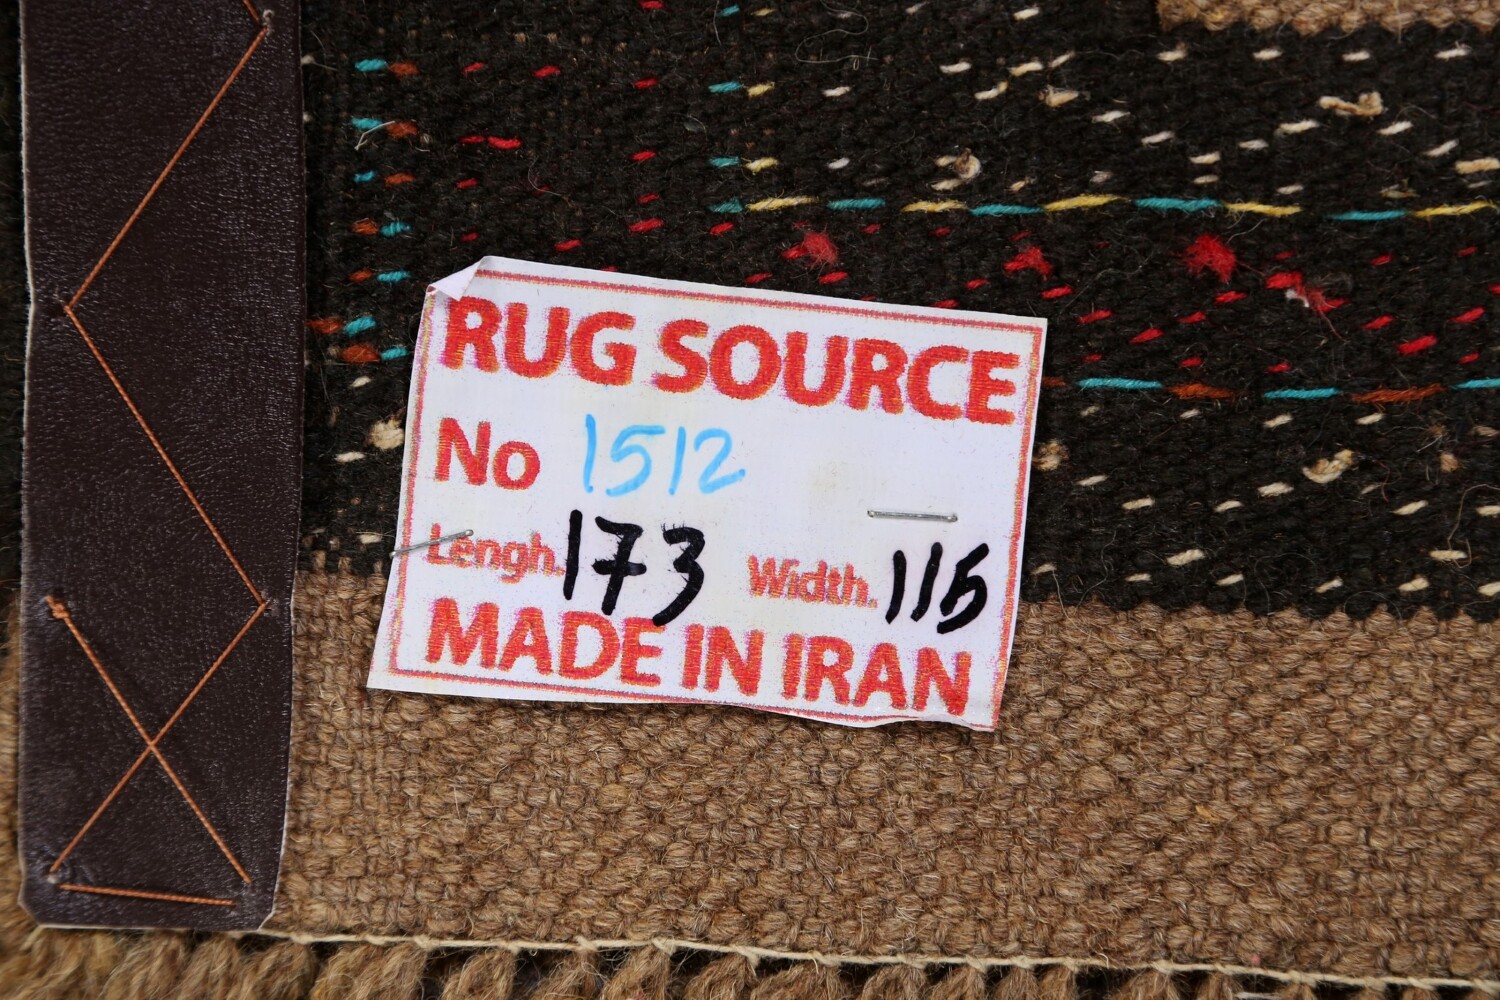 RUG SOURCE
No 1512
Lengh. 173 Width. 115
MADE IN IRAN